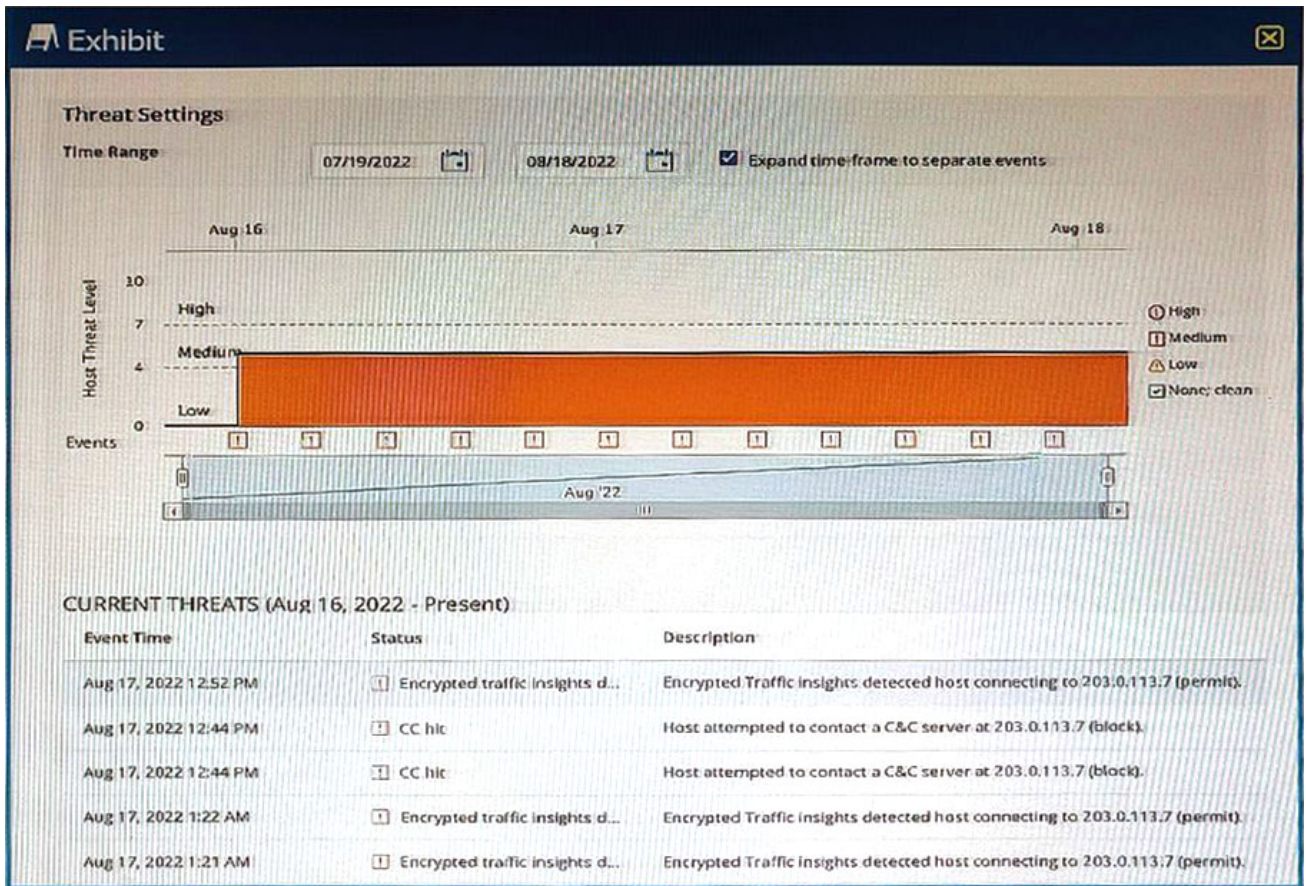 Exhibit
Threat Settings
Time Range 07/19/2022 08/18/2022 Expand time-frame to separate events
Aug 16 Aug 17 Aug 18
10
High High
7
Medium Medium
4 Low
Host Threat Level
None; clean
Low
0
Events
Aug '22
CURRENT THREATS (Aug 16, 2022 - Present)
Event Time Status Description
Aug 17, 2022 12:52 PM Encrypted traffic insights d... Encrypted Traffic insights detected host connecting to 203.0.113.7 (permit).
Aug 17, 2022 12:44 PM CC hit Host attempted to contact a C&C server at 203.0.113.7 (block).
Aug 17, 2022 12:44 PM CC hit Host attempted to contact a C&C server at 203.0.113.7 (block).
Aug 17, 2022 1:22 AM Encrypted traffic insights d... Encrypted Traffic insights detected host connecting to 203.0.113.7 (permit).
Aug 17, 2022 1:21 AM Encrypted traffic insights d... Encrypted Traffic insights detected host connecting to 203.0.113.7 (permit).